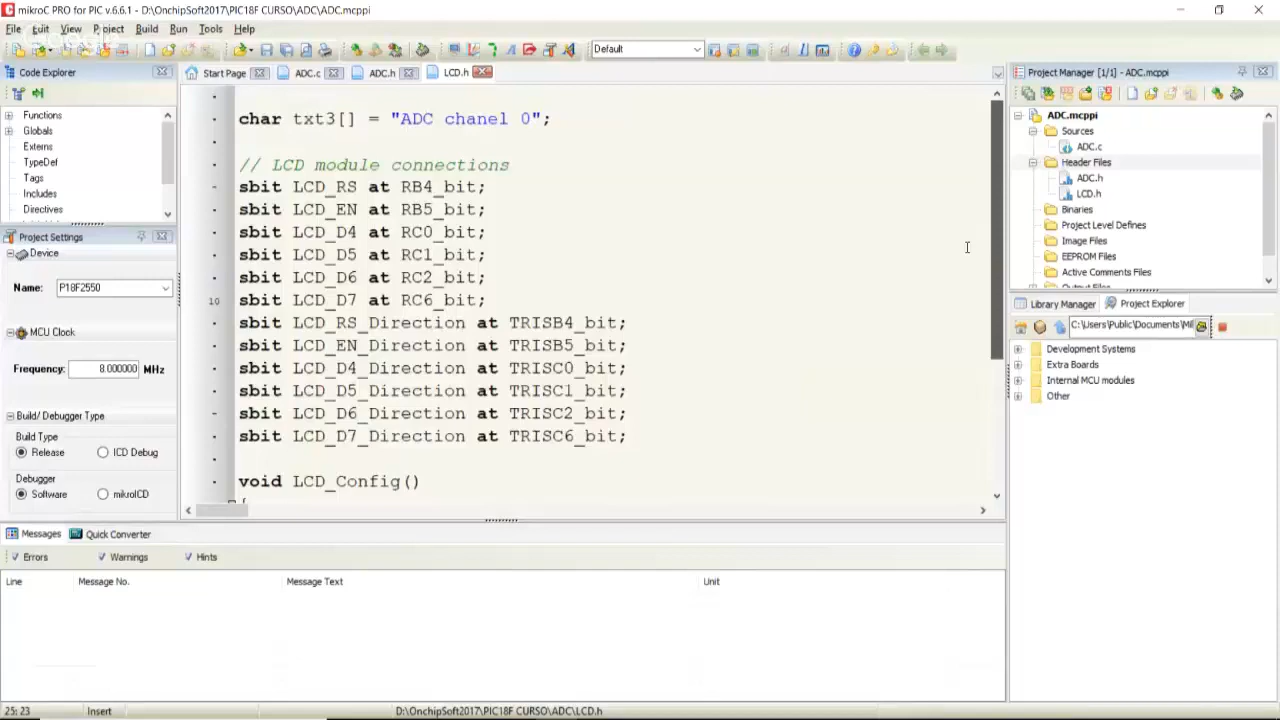 mikroC PRO for PIC v.6.6.1 - D:\OnchipSoft2017\PIC18F CURSO\ADC\ADC.mcppi
File Edit View Project Build Run Tools Help
Default
Code Explorer
Functions
Globals
Externs
TypeDef
Tags
Includes
Directives
Project Settings
Device
Name: P18F2550
MCU Clock
Frequency: 8.000000 MHz
Build/ Debugger Type
Build Type
Release ICD Debug
Debugger
Software mikroICD
Start Page ADC.c ADC.h LCD.h
char txt3[] = "ADC chanel 0";
// LCD module connections
sbit LCD_RS at RB4_bit;
sbit LCD_EN at RB5_bit;
sbit LCD_D4 at RC0_bit;
sbit LCD_D5 at RC1_bit;
sbit LCD_D6 at RC2_bit;
10 sbit LCD_D7 at RC6_bit;
sbit LCD_RS_Direction at TRISB4_bit;
sbit LCD_EN_Direction at TRISB5_bit;
sbit LCD_D4_Direction at TRISC0_bit;
sbit LCD_D5_Direction at TRISC1_bit;
sbit LCD_D6_Direction at TRISC2_bit;
sbit LCD_D7_Direction at TRISC6_bit;
void LCD_Config()
{
Project Manager [1/1] - ADC.mcppi
ADC.mcppi
Sources
ADC.c
Header Files
ADC.h
LCD.h
Binaries
Project Level Defines
Image Files
EEPROM Files
Active Comments Files
Output Files
Library Manager Project Explorer
C:\Users\Public\Documents\Mi
Development Systems
Extra Boards
Internal MCU modules
Other
Messages Quick Converter
Errors Warnings Hints
Line Message No. Message Text Unit
25: 23 Insert D:\OnchipSoft2017\PIC18F CURSO\ADC\LCD.h